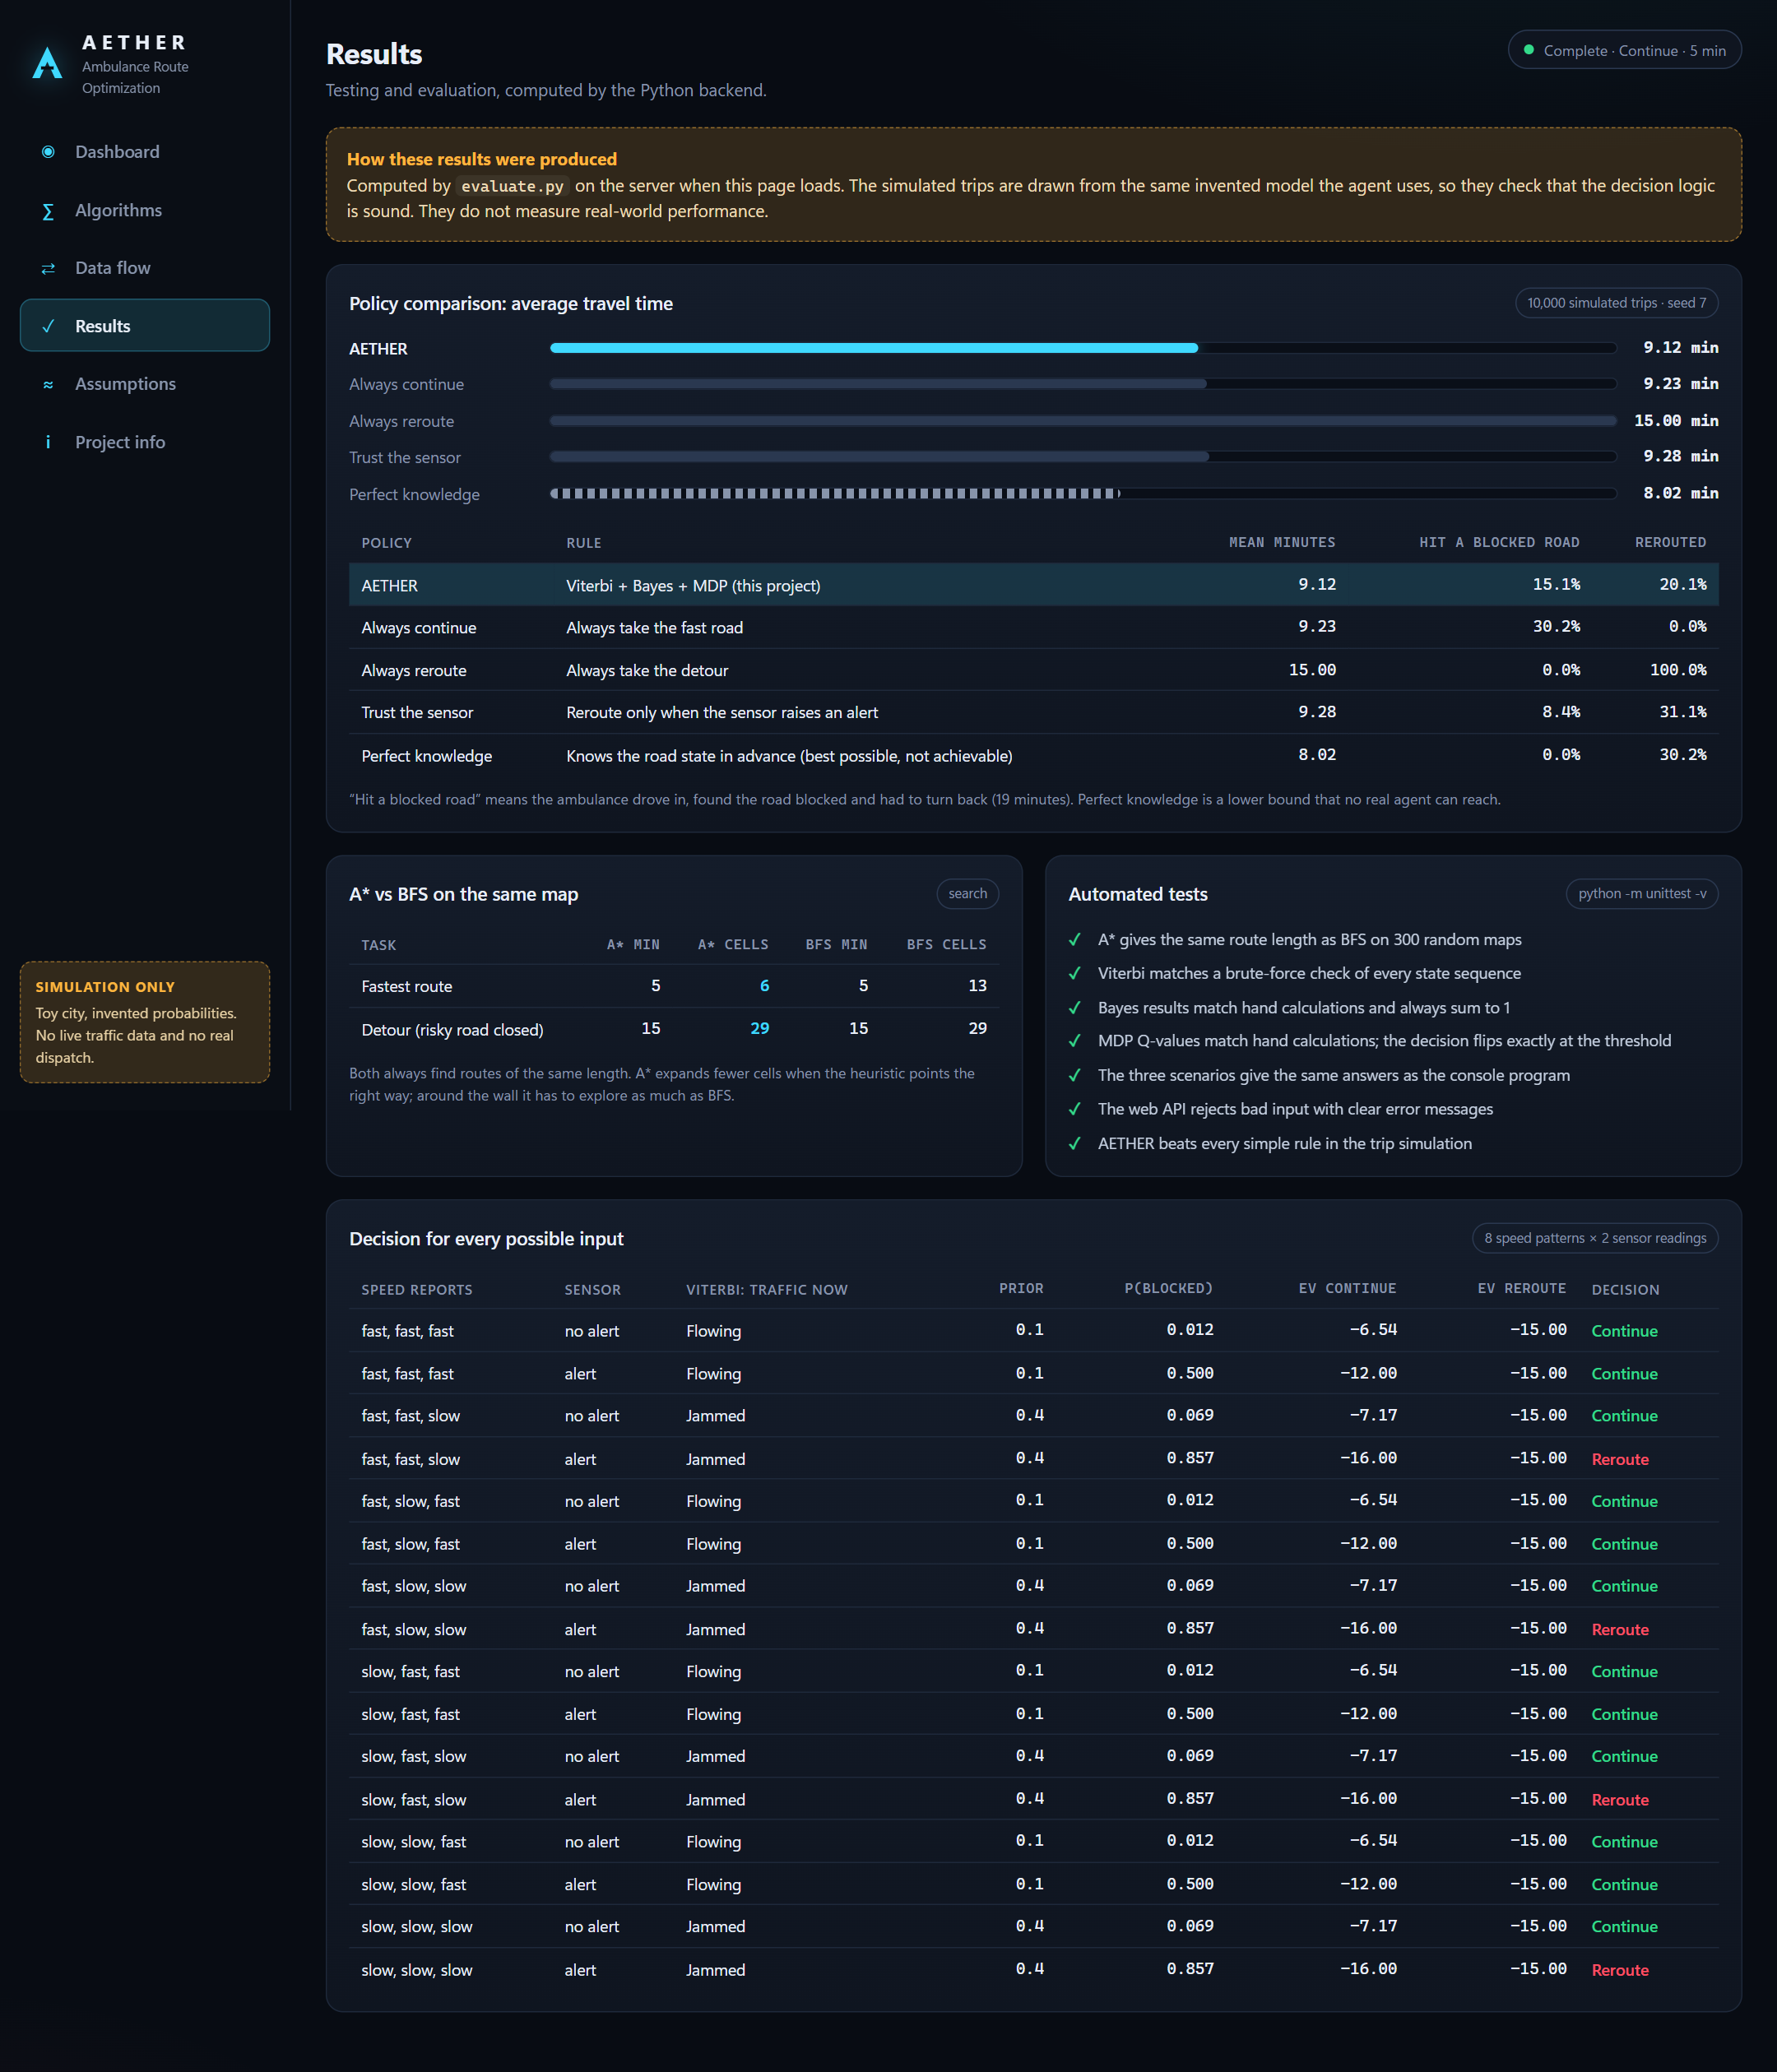 AETHER
Ambulance Route
Optimization
Dashboard
∑ Algorithms
⇄ Data flow
✓ Results
≈ Assumptions
i Project info
SIMULATION ONLY
Toy city, invented probabilities.
No live traffic data and no real
dispatch.
Results
Complete · Continue · 5 min
Testing and evaluation, computed by the Python backend.
How these results were produced
Computed by evaluate.py on the server when this page loads. The simulated trips are drawn from the same invented model the agent uses, so they check that the decision logic
is sound. They do not measure real-world performance.
Policy comparison: average travel time
10,000 simulated trips · seed 7
AETHER 9.12 min
Always continue 9.23 min
Always reroute 15.00 min
Trust the sensor 9.28 min
Perfect knowledge 8.02 min
POLICY RULE MEAN MINUTES HIT A BLOCKED ROAD REROUTED
AETHER Viterbi + Bayes + MDP (this project) 9.12 15.1% 20.1%
Always continue Always take the fast road 9.23 30.2% 0.0%
Always reroute Always take the detour 15.00 0.0% 100.0%
Trust the sensor Reroute only when the sensor raises an alert 9.28 8.4% 31.1%
Perfect knowledge Knows the road state in advance (best possible, not achievable) 8.02 0.0% 30.2%
“Hit a blocked road” means the ambulance drove in, found the road blocked and had to turn back (19 minutes). Perfect knowledge is a lower bound that no real agent can reach.
A* vs BFS on the same map
search
TASK A* MIN A* CELLS BFS MIN BFS CELLS
Fastest route 5 6 5 13
Detour (risky road closed) 15 29 15 29
Both always find routes of the same length. A* expands fewer cells when the heuristic points the
right way; around the wall it has to explore as much as BFS.
Automated tests
python -m unittest -v
✓ A* gives the same route length as BFS on 300 random maps
✓ Viterbi matches a brute-force check of every state sequence
✓ Bayes results match hand calculations and always sum to 1
✓ MDP Q-values match hand calculations; the decision flips exactly at the threshold
✓ The three scenarios give the same answers as the console program
✓ The web API rejects bad input with clear error messages
✓ AETHER beats every simple rule in the trip simulation
Decision for every possible input
8 speed patterns × 2 sensor readings
SPEED REPORTS SENSOR VITERBI: TRAFFIC NOW PRIOR P(BLOCKED) EV CONTINUE EV REROUTE DECISION
fast, fast, fast no alert Flowing 0.1 0.012 −6.54 −15.00 Continue
fast, fast, fast alert Flowing 0.1 0.500 −12.00 −15.00 Continue
fast, fast, slow no alert Jammed 0.4 0.069 −7.17 −15.00 Continue
fast, fast, slow alert Jammed 0.4 0.857 −16.00 −15.00 Reroute
fast, slow, fast no alert Flowing 0.1 0.012 −6.54 −15.00 Continue
fast, slow, fast alert Flowing 0.1 0.500 −12.00 −15.00 Continue
fast, slow, slow no alert Jammed 0.4 0.069 −7.17 −15.00 Continue
fast, slow, slow alert Jammed 0.4 0.857 −16.00 −15.00 Reroute
slow, fast, fast no alert Flowing 0.1 0.012 −6.54 −15.00 Continue
slow, fast, fast alert Flowing 0.1 0.500 −12.00 −15.00 Continue
slow, fast, slow no alert Jammed 0.4 0.069 −7.17 −15.00 Continue
slow, fast, slow alert Jammed 0.4 0.857 −16.00 −15.00 Reroute
slow, slow, fast no alert Flowing 0.1 0.012 −6.54 −15.00 Continue
slow, slow, fast alert Flowing 0.1 0.500 −12.00 −15.00 Continue
slow, slow, slow no alert Jammed 0.4 0.069 −7.17 −15.00 Continue
slow, slow, slow alert Jammed 0.4 0.857 −16.00 −15.00 Reroute